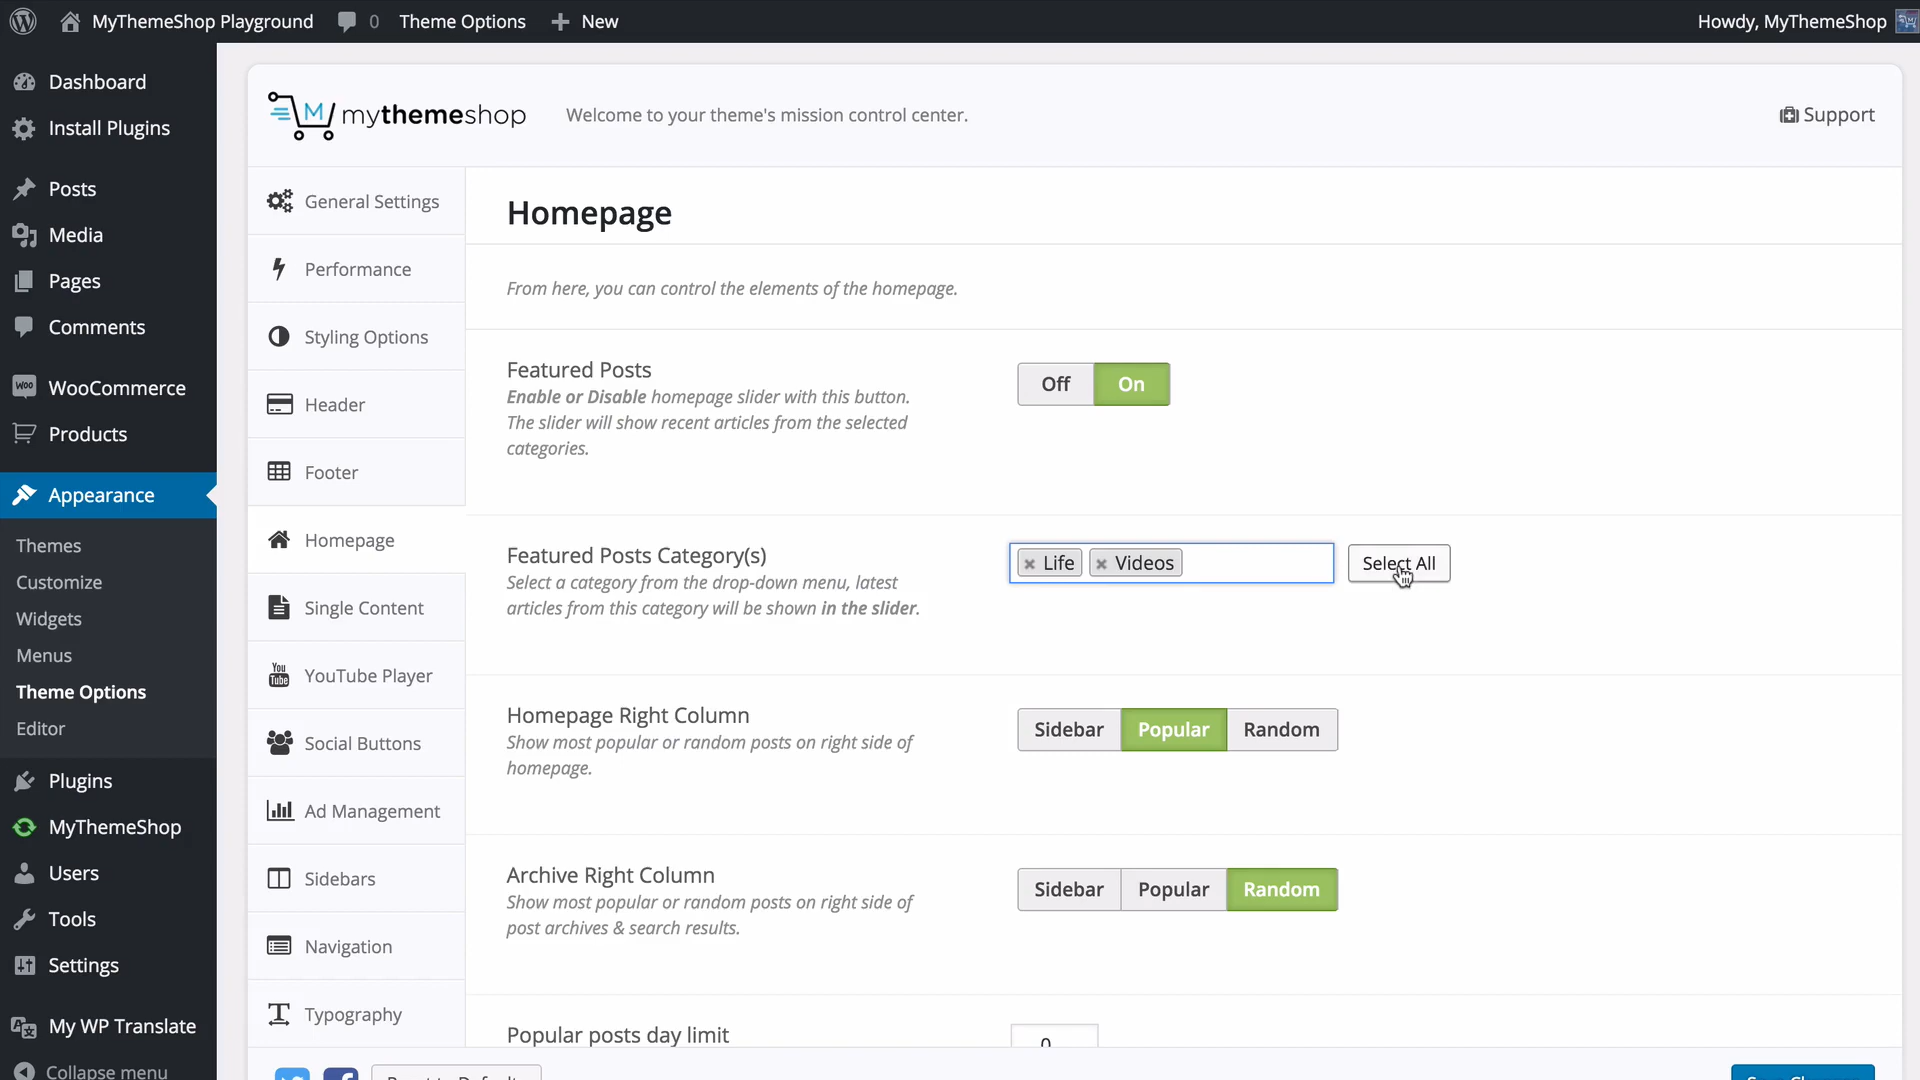 MyThemeShop Playground 0 Theme Options New Howdy, MyThemeShop
Dashboard
Install Plugins
Posts
Media
Pages
Comments
WooCommerce
Products
Appearance
Themes
Customize
Widgets
Menus
Theme Options
Editor
Plugins
MyThemeShop
Users
Tools
Settings
My WP Translate
Collapse menu
mythemeshop
Welcome to your theme's mission control center.
Support
General Settings
Performance
Styling Options
Header
Footer
Homepage
Single Content
YouTube Player
Social Buttons
Ad Management
Sidebars
Navigation
Typography
Homepage
From here, you can control the elements of the homepage.
Featured Posts
Enable or Disable homepage slider with this button.
The slider will show recent articles from the selected
categories.
Off On
Featured Posts Category(s)
Select a category from the drop-down menu, latest
articles from this category will be shown in the slider.
× Life × Videos Select All
Homepage Right Column
Show most popular or random posts on right side of
homepage.
Sidebar Popular Random
Archive Right Column
Show most popular or random posts on right side of
post archives & search results.
Sidebar Popular Random
Popular posts day limit
0